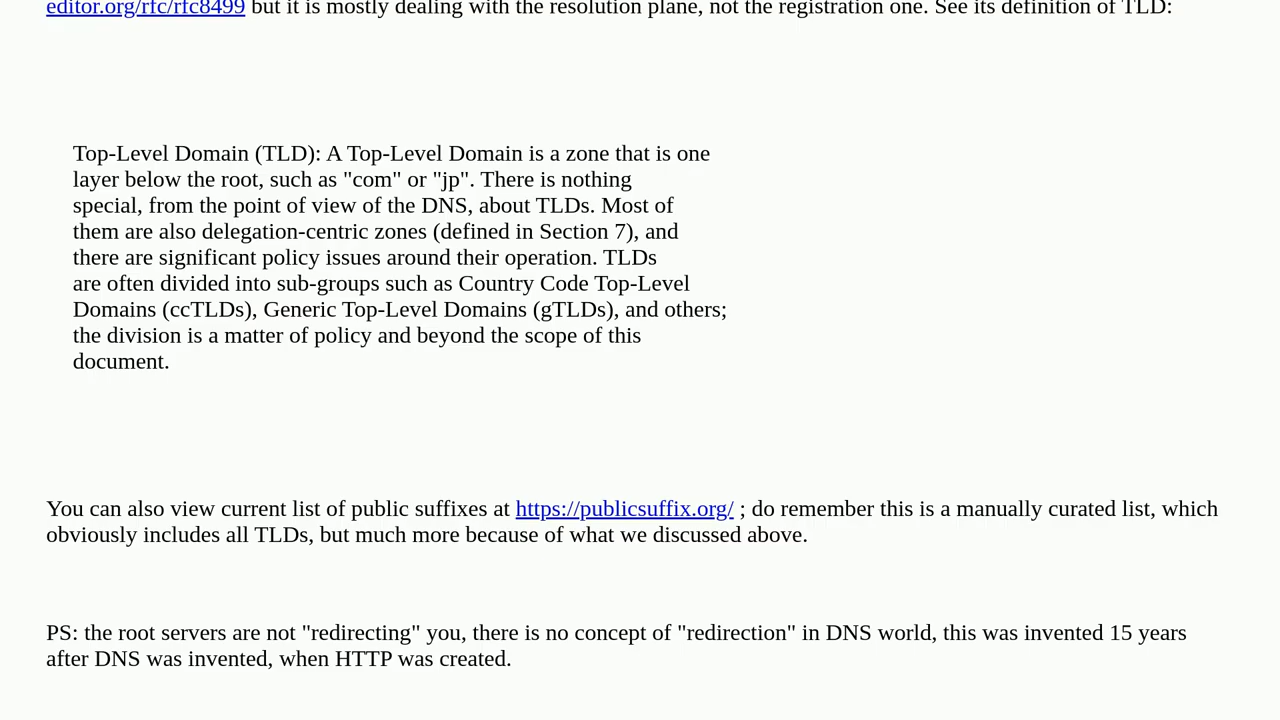 editor.org/rfc/rfc8499 but it is mostly dealing with the resolution plane, not the registration one. See its definition of TLD:
Top-Level Domain (TLD): A Top-Level Domain is a zone that is one
layer below the root, such as "com" or "jp". There is nothing
special, from the point of view of the DNS, about TLDs. Most of
them are also delegation-centric zones (defined in Section 7), and
there are significant policy issues around their operation. TLDs
are often divided into sub-groups such as Country Code Top-Level
Domains (ccTLDs), Generic Top-Level Domains (gTLDs), and others;
the division is a matter of policy and beyond the scope of this
document.
You can also view current list of public suffixes at https://publicsuffix.org/ ; do remember this is a manually curated list, which
obviously includes all TLDs, but much more because of what we discussed above.
PS: the root servers are not "redirecting" you, there is no concept of "redirection" in DNS world, this was invented 15 years
after DNS was invented, when HTTP was created.